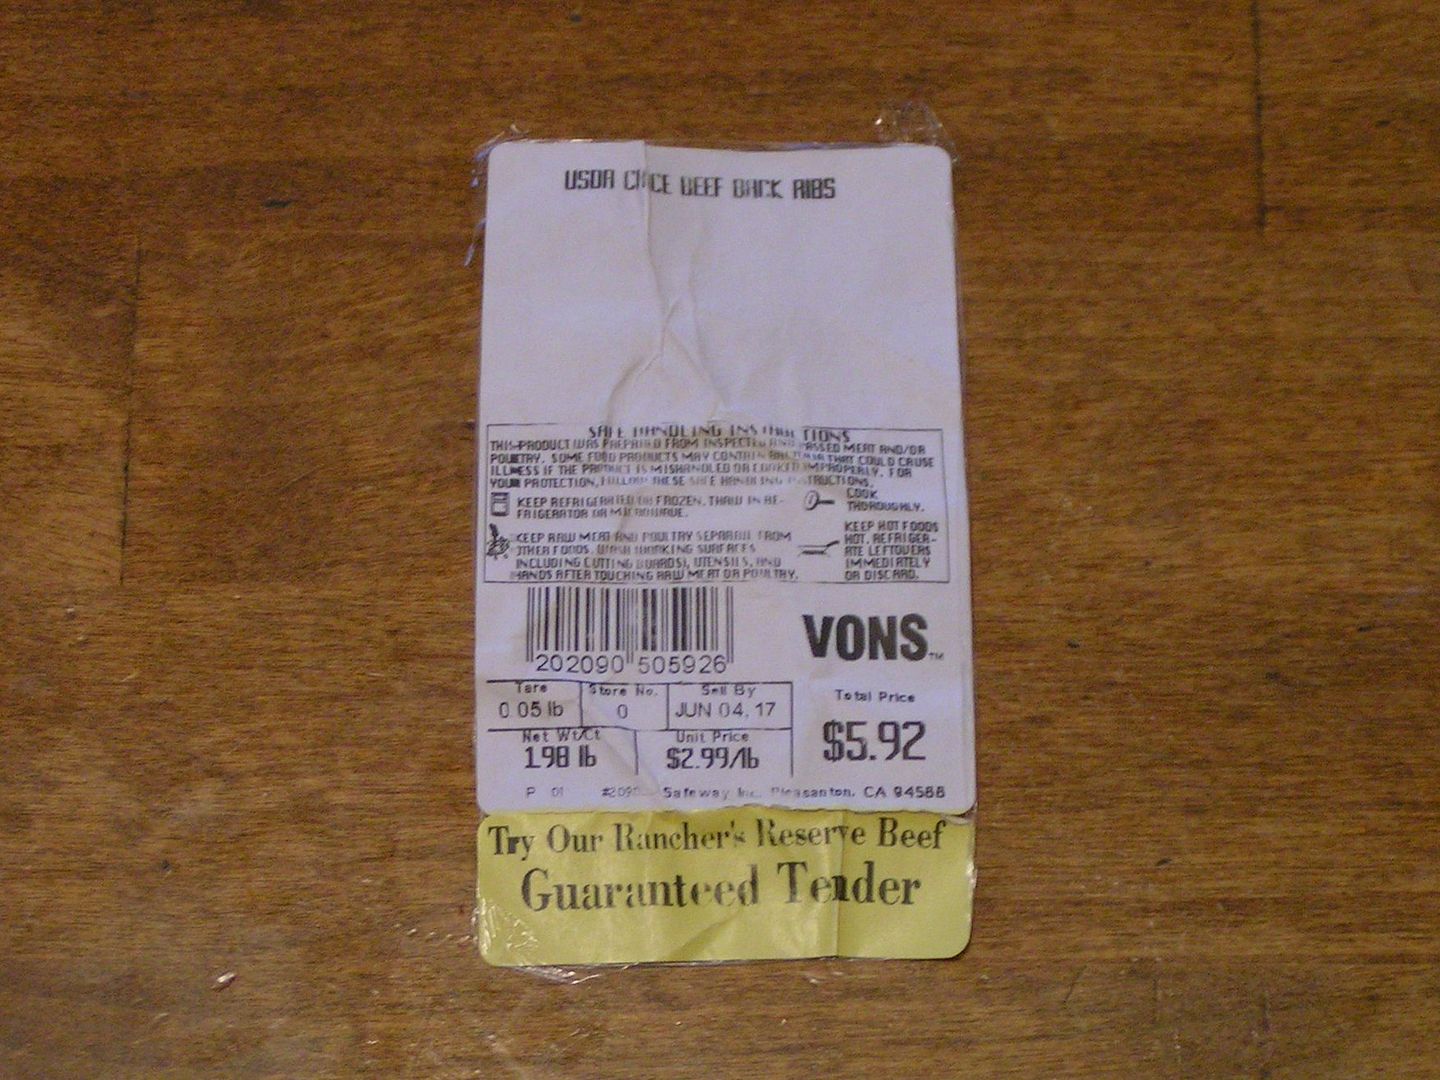 USDA CHOICE BEEF BACK RIBS
SAFE HANDLING INSTRUCTIONS
THIS PRODUCT WAS PREPARED FROM INSPECTED AND PASSED MEAT AND/OR
POULTRY. SOME FOOD PRODUCTS MAY CONTAIN BACTERIA THAT COULD CAUSE
ILLNESS IF THE PRODUCT IS MISHANDLED OR COOKED IMPROPERLY. FOR
YOUR PROTECTION, FOLLOW THESE SAFE HANDLING INSTRUCTIONS.
KEEP REFRIGERATED OR FROZEN. THAW IN RE-
FRIGERATOR OR MICROWAVE.
COOK
THOROUGHLY.
KEEP RAW MEAT AND POULTRY SEPARATE FROM
OTHER FOODS. WASH WORKING SURFACES
INCLUDING CUTTING BOARDS), UTENSILS, AND
HANDS AFTER TOUCHING RAW MEAT OR POULTRY.
KEEP HOT FOODS
HOT. REFRIGER-
ATE LEFTOVERS
IMMEDIATELY
OR DISCARD.
202090 505926
VONS™
Tare
0.05 lb
Store No.
0
Sell By
JUN 04, 17
Total Price
$5.92
Net Wt/Ct
1.98 lb
Unit Price
$2.99/lb
P 01 Safeway Inc. Pleasanton, CA 94588
Try Our Rancher's Reserve Beef
Guaranteed Tender